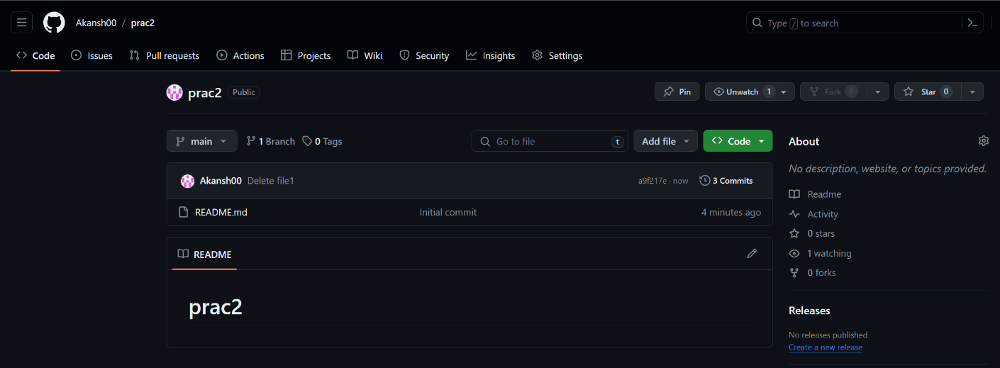 Akansh00 / prac2 Type / to search
Code Issues Pull requests Actions Projects Wiki Security Insights Settings
prac2 Public Pin Unwatch 1 Fork 0 Star 0
main 1 Branch 0 Tags Go to file t Add file Code
Akansh00 Delete file1 a9f217e · now 3 Commits
README.md Initial commit 4 minutes ago
README
prac2
About
No description, website, or topics provided.
Readme
Activity
0 stars
1 watching
0 forks
Releases
No releases published
Create a new release